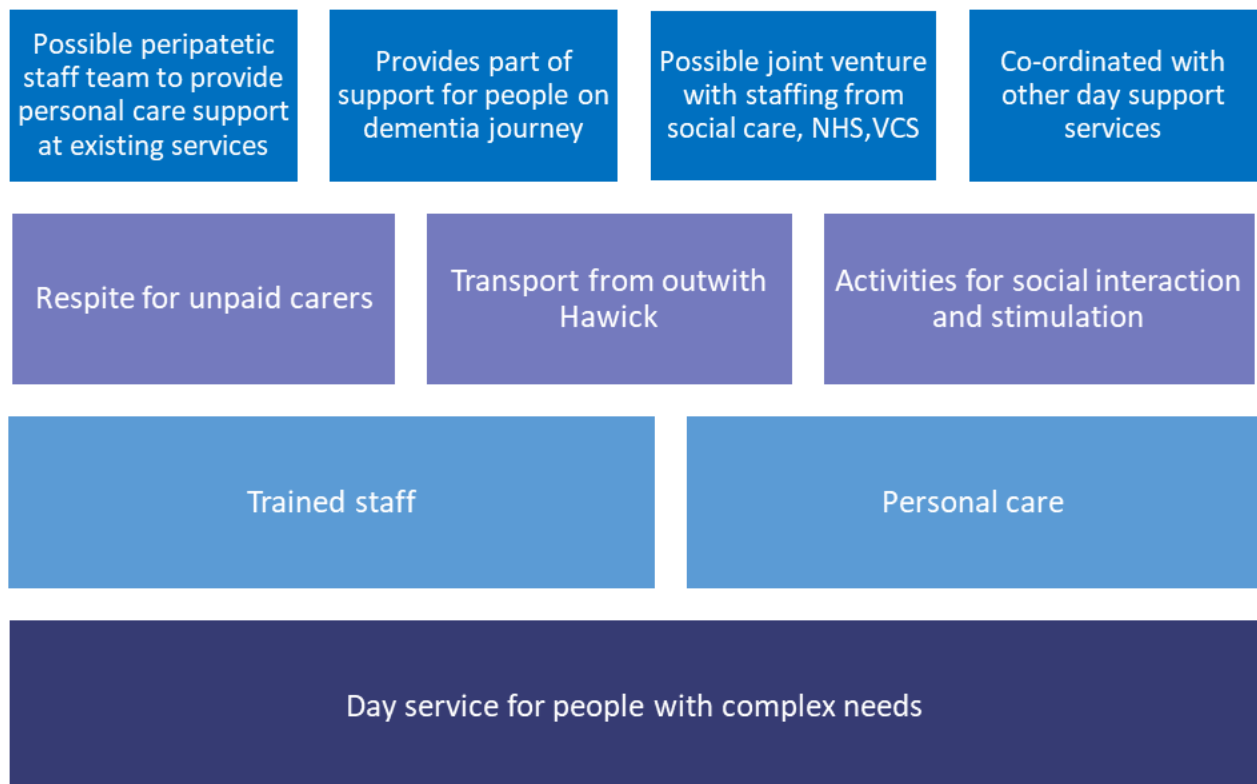 Possible peripatetic
staff team to provide
personal care support
at existing services
Provides part of
support for people on
dementia journey
Possible joint venture
with staffing from
social care, NHS,VCS
Co-ordinated with
other day support
services
Respite for unpaid carers
Transport from outwith
Hawick
Activities for social interaction
and stimulation
Trained staff
Personal care
Day service for people with complex needs